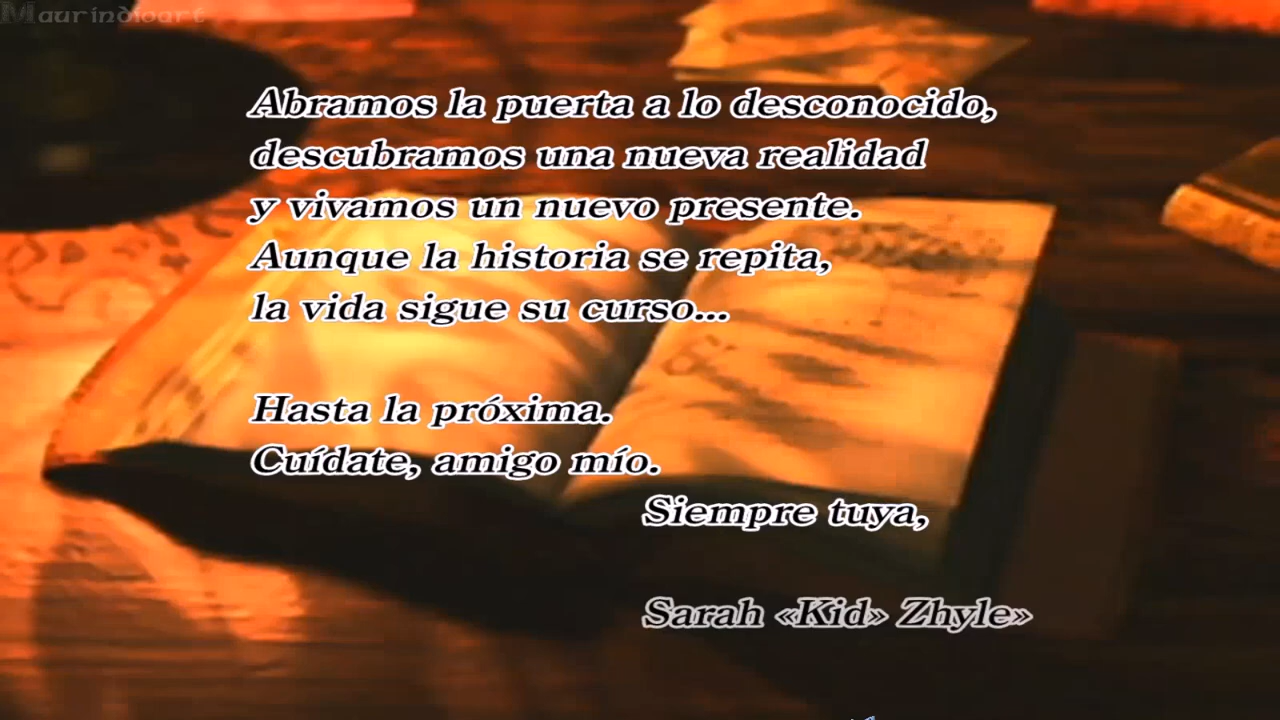 Maurindioart
Abramos la puerta a lo desconocido,
descubramos una nueva realidad
y vivamos un nuevo presente.
Aunque la historia se repita,
la vida sigue su curso...
Hasta la próxima.
Cuídate, amigo mío.
Siempre tuya,
Sarah «Kid» Zhyle»